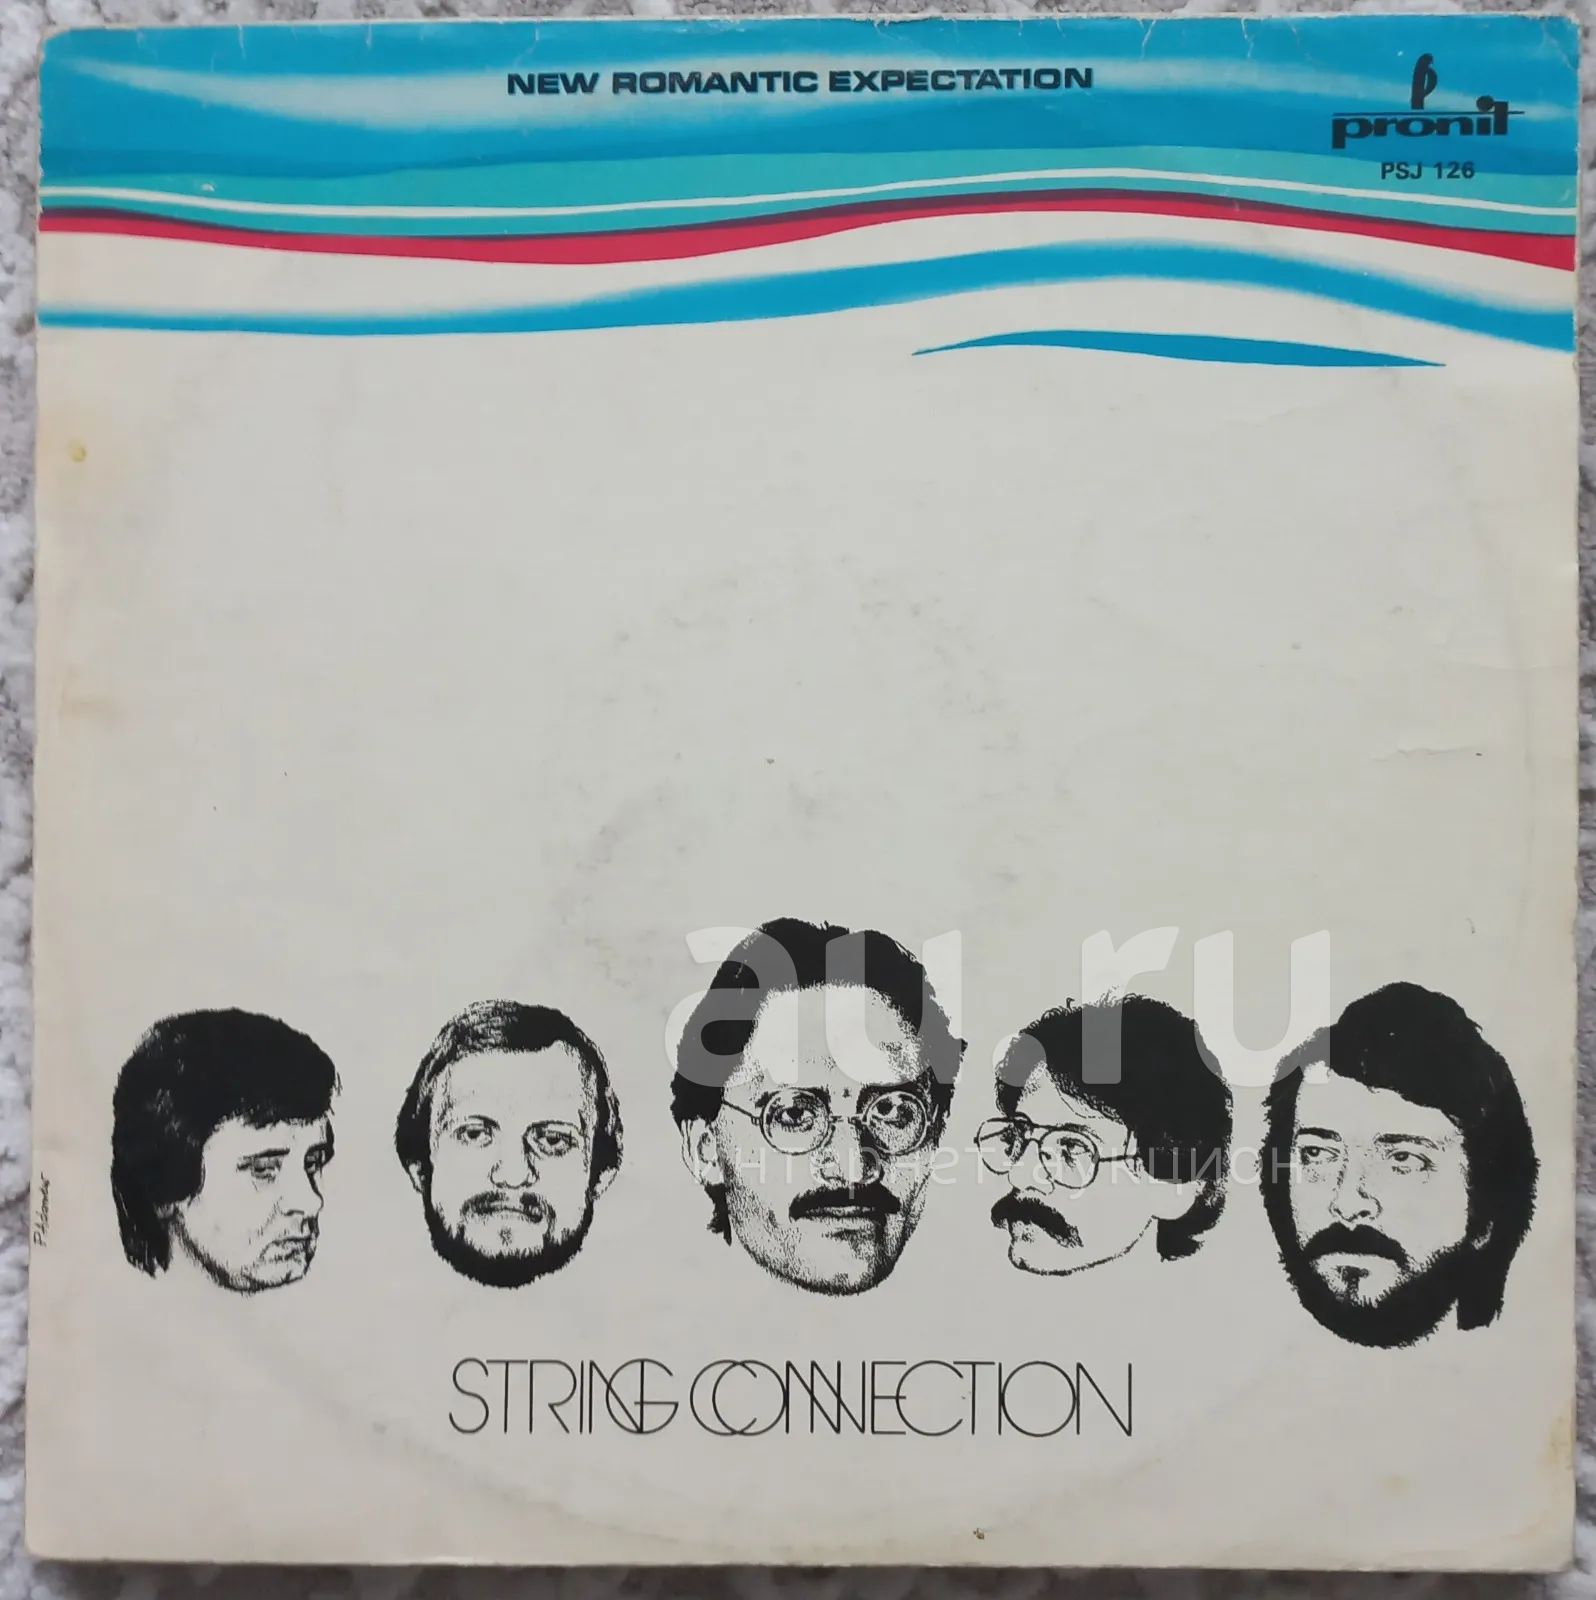 NEW ROMANTIC EXPECTATION
pronit
PSJ 126
au.ru
интернет-аукцион
STRING CONNECTION